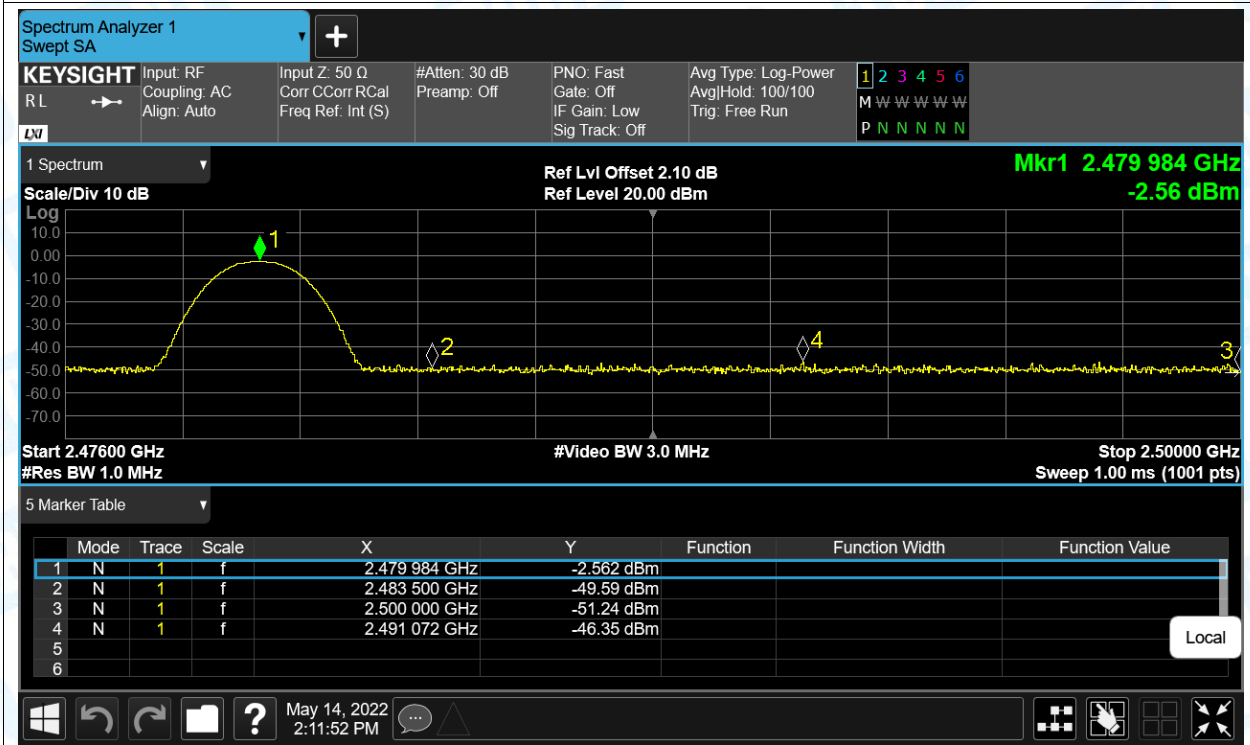 Spectrum Analyzer 1
Swept SA
KEYSIGHT Input: RF Input Z: 50 Ω #Atten: 30 dB PNO: Fast Avg Type: Log-Power 1 2 3 4 5 6
RL Coupling: AC Corr CCorr RCal Preamp: Off Gate: Off Avg|Hold: 100/100 M W W W W W
Align: Auto Freq Ref: Int (S) IF Gain: Low Trig: Free Run
LXI Sig Track: Off P N N N N N
1 Spectrum Ref Lvl Offset 2.10 dB Mkr1 2.479 984 GHz
Scale/Div 10 dB Ref Level 20.00 dBm -2.56 dBm
Log
10.0
0.00
-10.0
-20.0
-30.0
-40.0
-50.0
-60.0
-70.0
1
2
4
3
Start 2.47600 GHz #Video BW 3.0 MHz Stop 2.50000 GHz
#Res BW 1.0 MHz Sweep 1.00 ms (1001 pts)
5 Marker Table
Mode Trace Scale X Y Function Function Width Function Value
1 N 1 f 2.479 984 GHz -2.562 dBm
2 N 1 f 2.483 500 GHz -49.59 dBm
3 N 1 f 2.500 000 GHz -51.24 dBm
4 N 1 f 2.491 072 GHz -46.35 dBm
5
6
Local
? May 14, 2022
2:11:52 PM